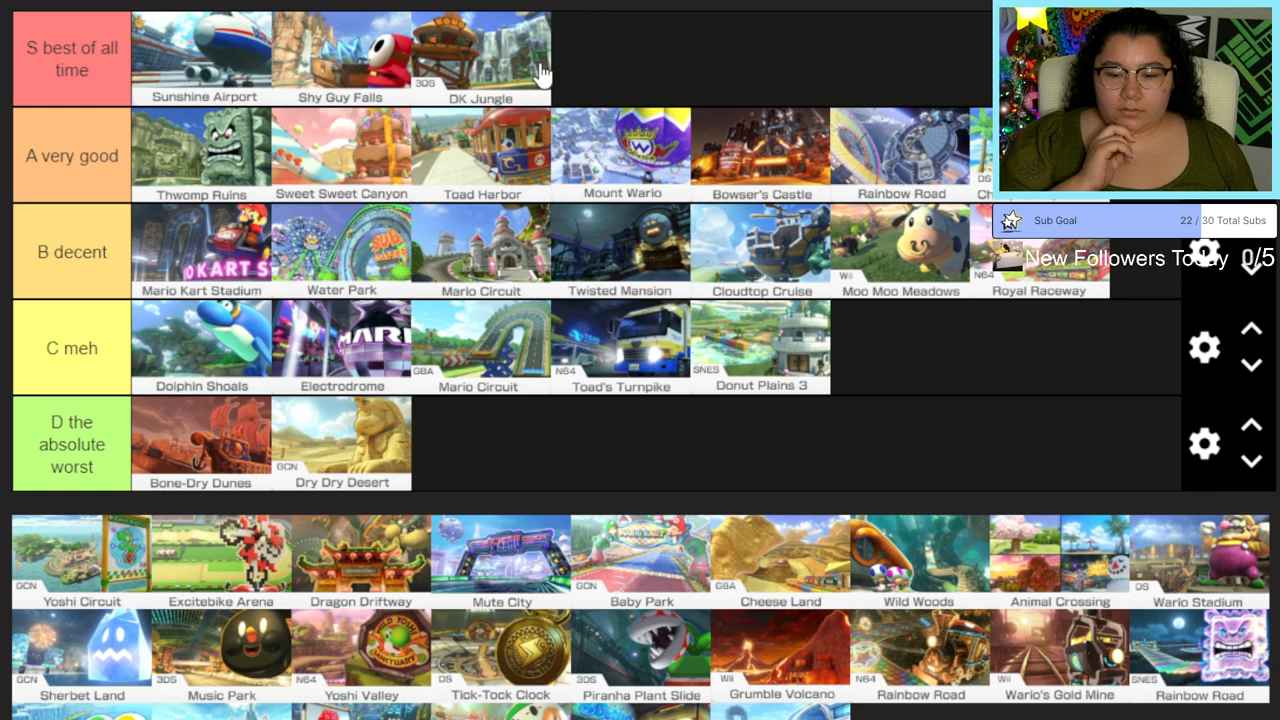 S best of all
time
Sunshine Airport
Shy Guy Falls
3DS
DK Jungle
A very good
Thwomp Ruins
Sweet Sweet Canyon
Toad Harbor
Mount Wario
Bowser's Castle
Rainbow Road
DS
Ch
Sub Goal
22 / 30 Total Subs
New Followers Today 0/5
B decent
Mario Kart Stadium
Water Park
Mario Circuit
Twisted Mansion
Cloudtop Cruise
Wii
Moo Moo Meadows
N64
Royal Raceway
C meh
Dolphin Shoals
Electrodrome
GBA
Mario Circuit
N64
Toad's Turnpike
SNES
Donut Plains 3
D the
absolute
worst
Bone-Dry Dunes
GCN
Dry Dry Desert
GCN
Yoshi Circuit
Excitebike Arena
Dragon Driftway
Mute City
GCN
Baby Park
GBA
Cheese Land
Wild Woods
Animal Crossing
DS
Wario Stadium
GCN
Sherbet Land
3DS
Music Park
N64
Yoshi Valley
DS
Tick-Tock Clock
3DS
Piranha Plant Slide
Wii
Grumble Volcano
N64
Rainbow Road
Wii
Wario's Gold Mine
SNES
Rainbow Road